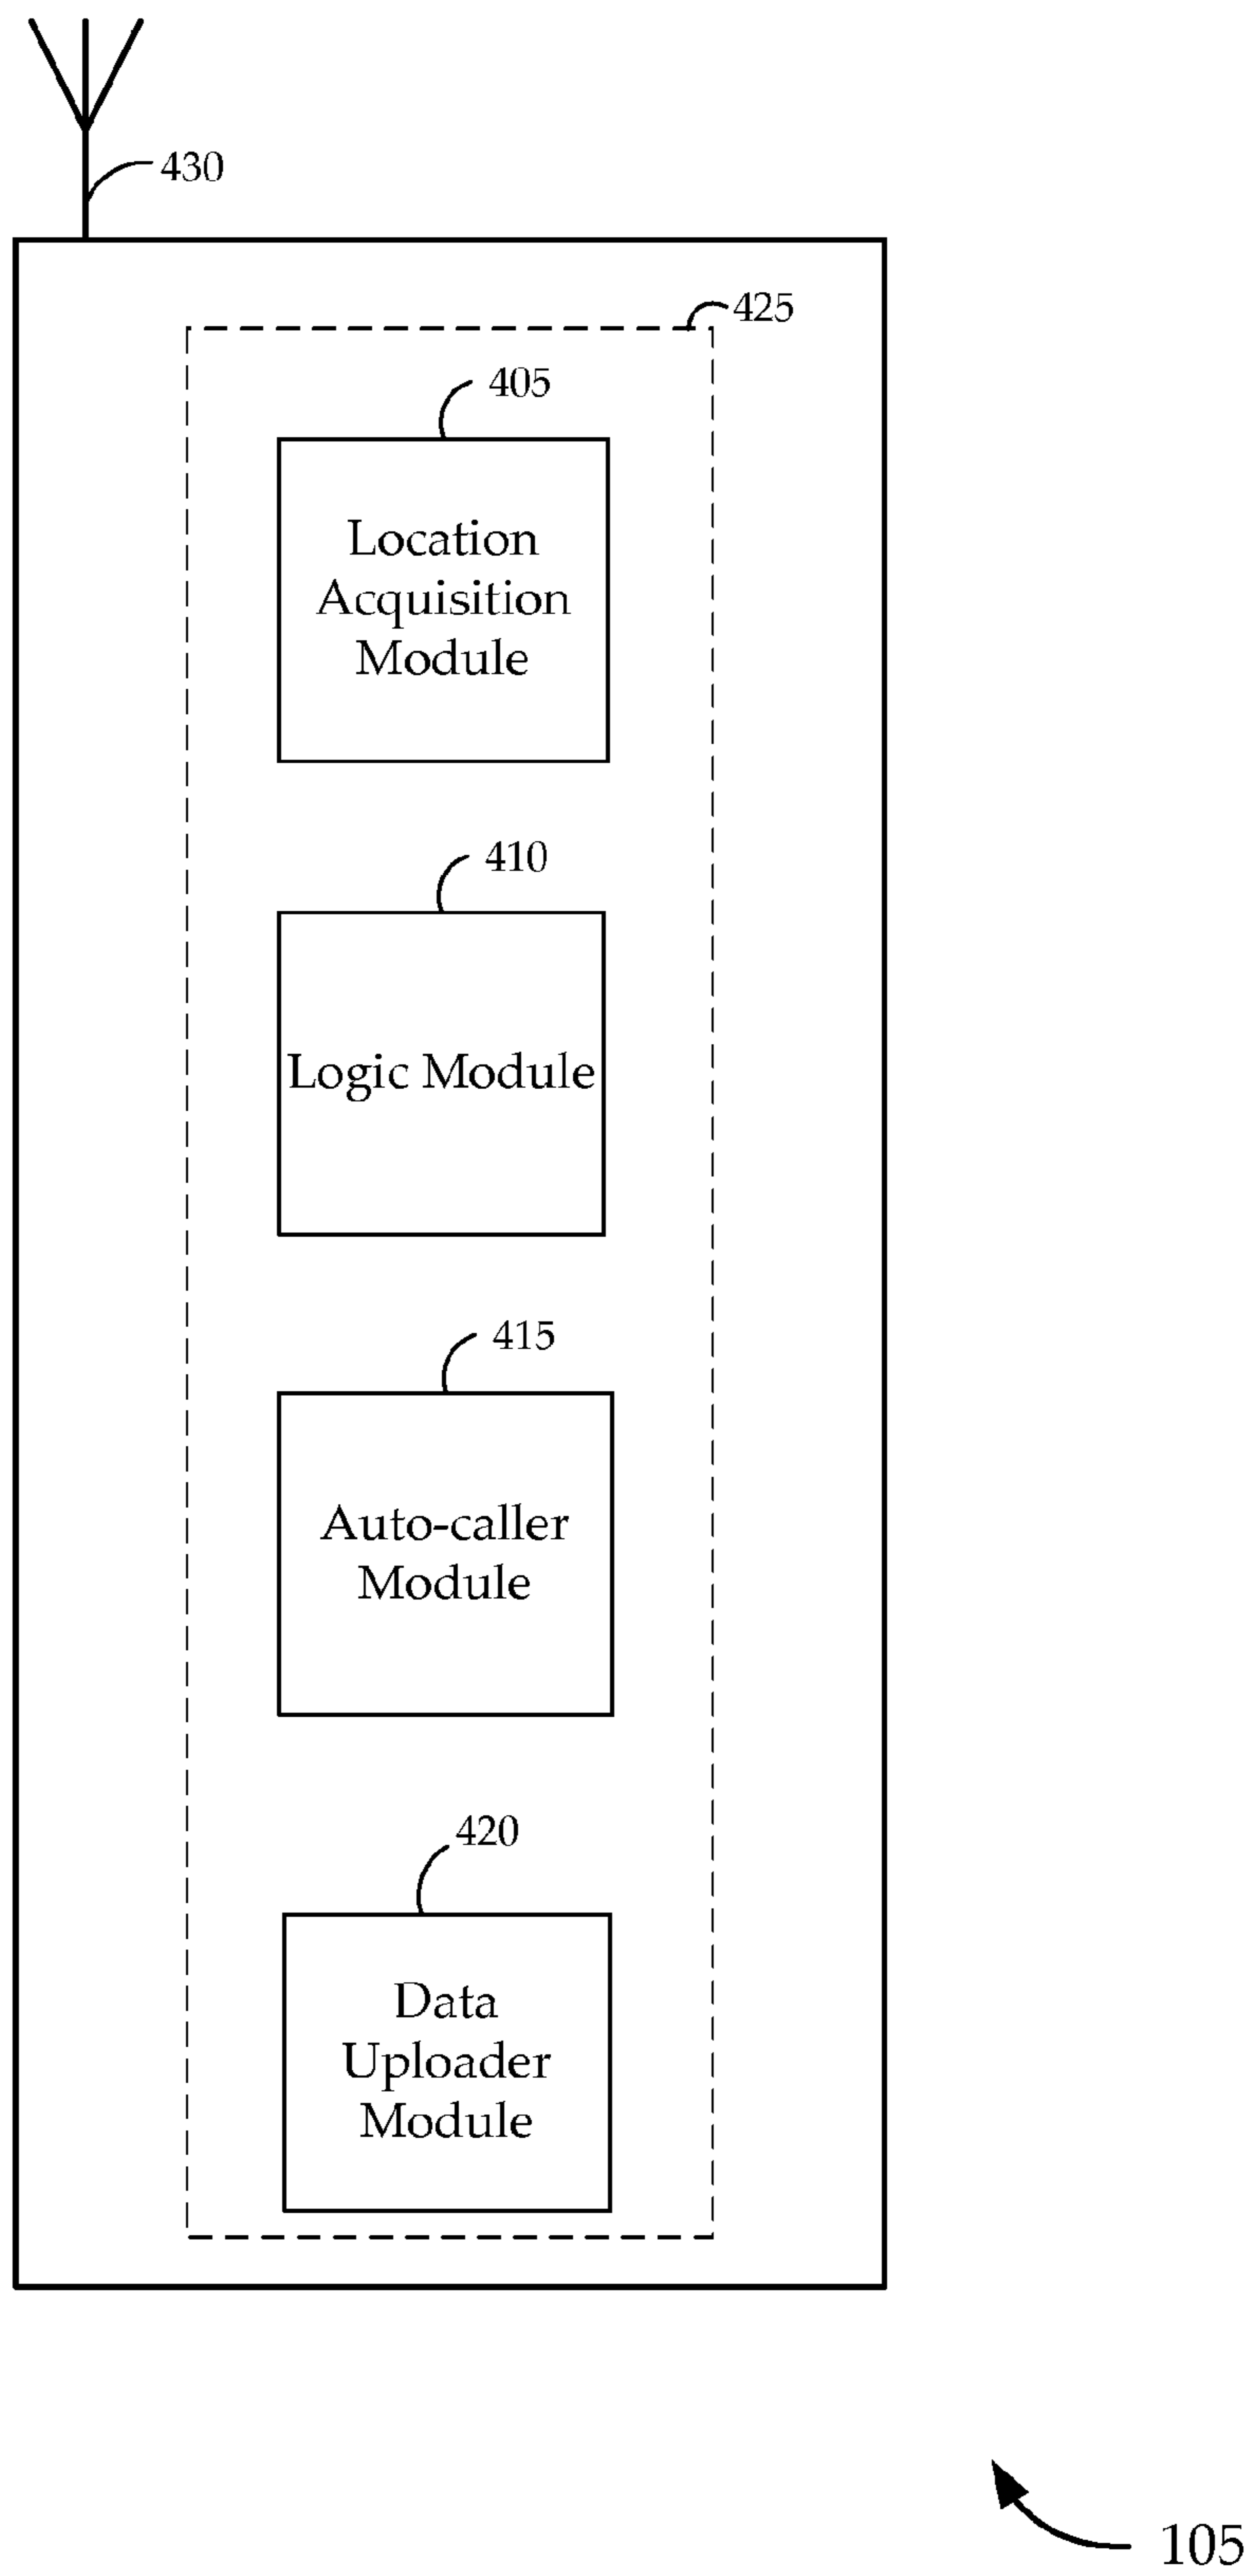 430
425
405
Location
Acquisition
Module
410
Logic Module
415
Auto-caller
Module
420
Data
Uploader
Module
105